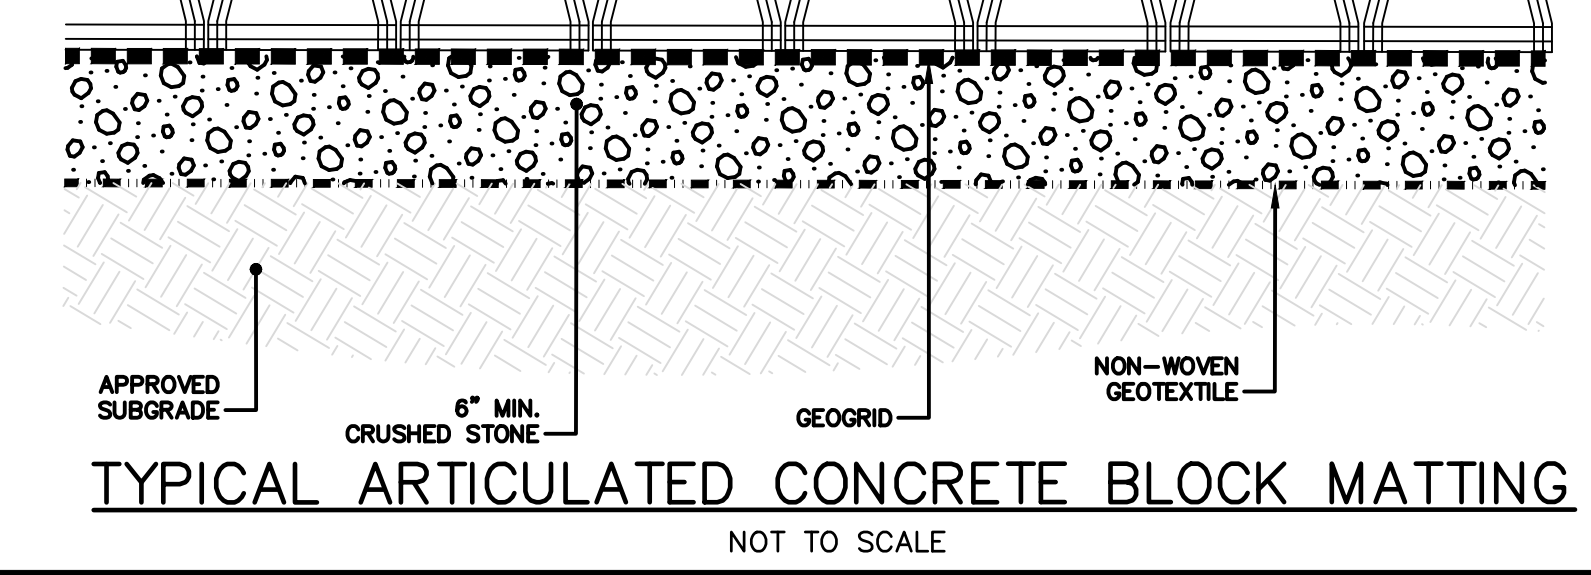 APPROVED
SUBGRADE
6" MIN.
CRUSHED STONE
GEOGRID
NON-WOVEN
GEOTEXTILE
TYPICAL ARTICULATED CONCRETE BLOCK MATTING
NOT TO SCALE